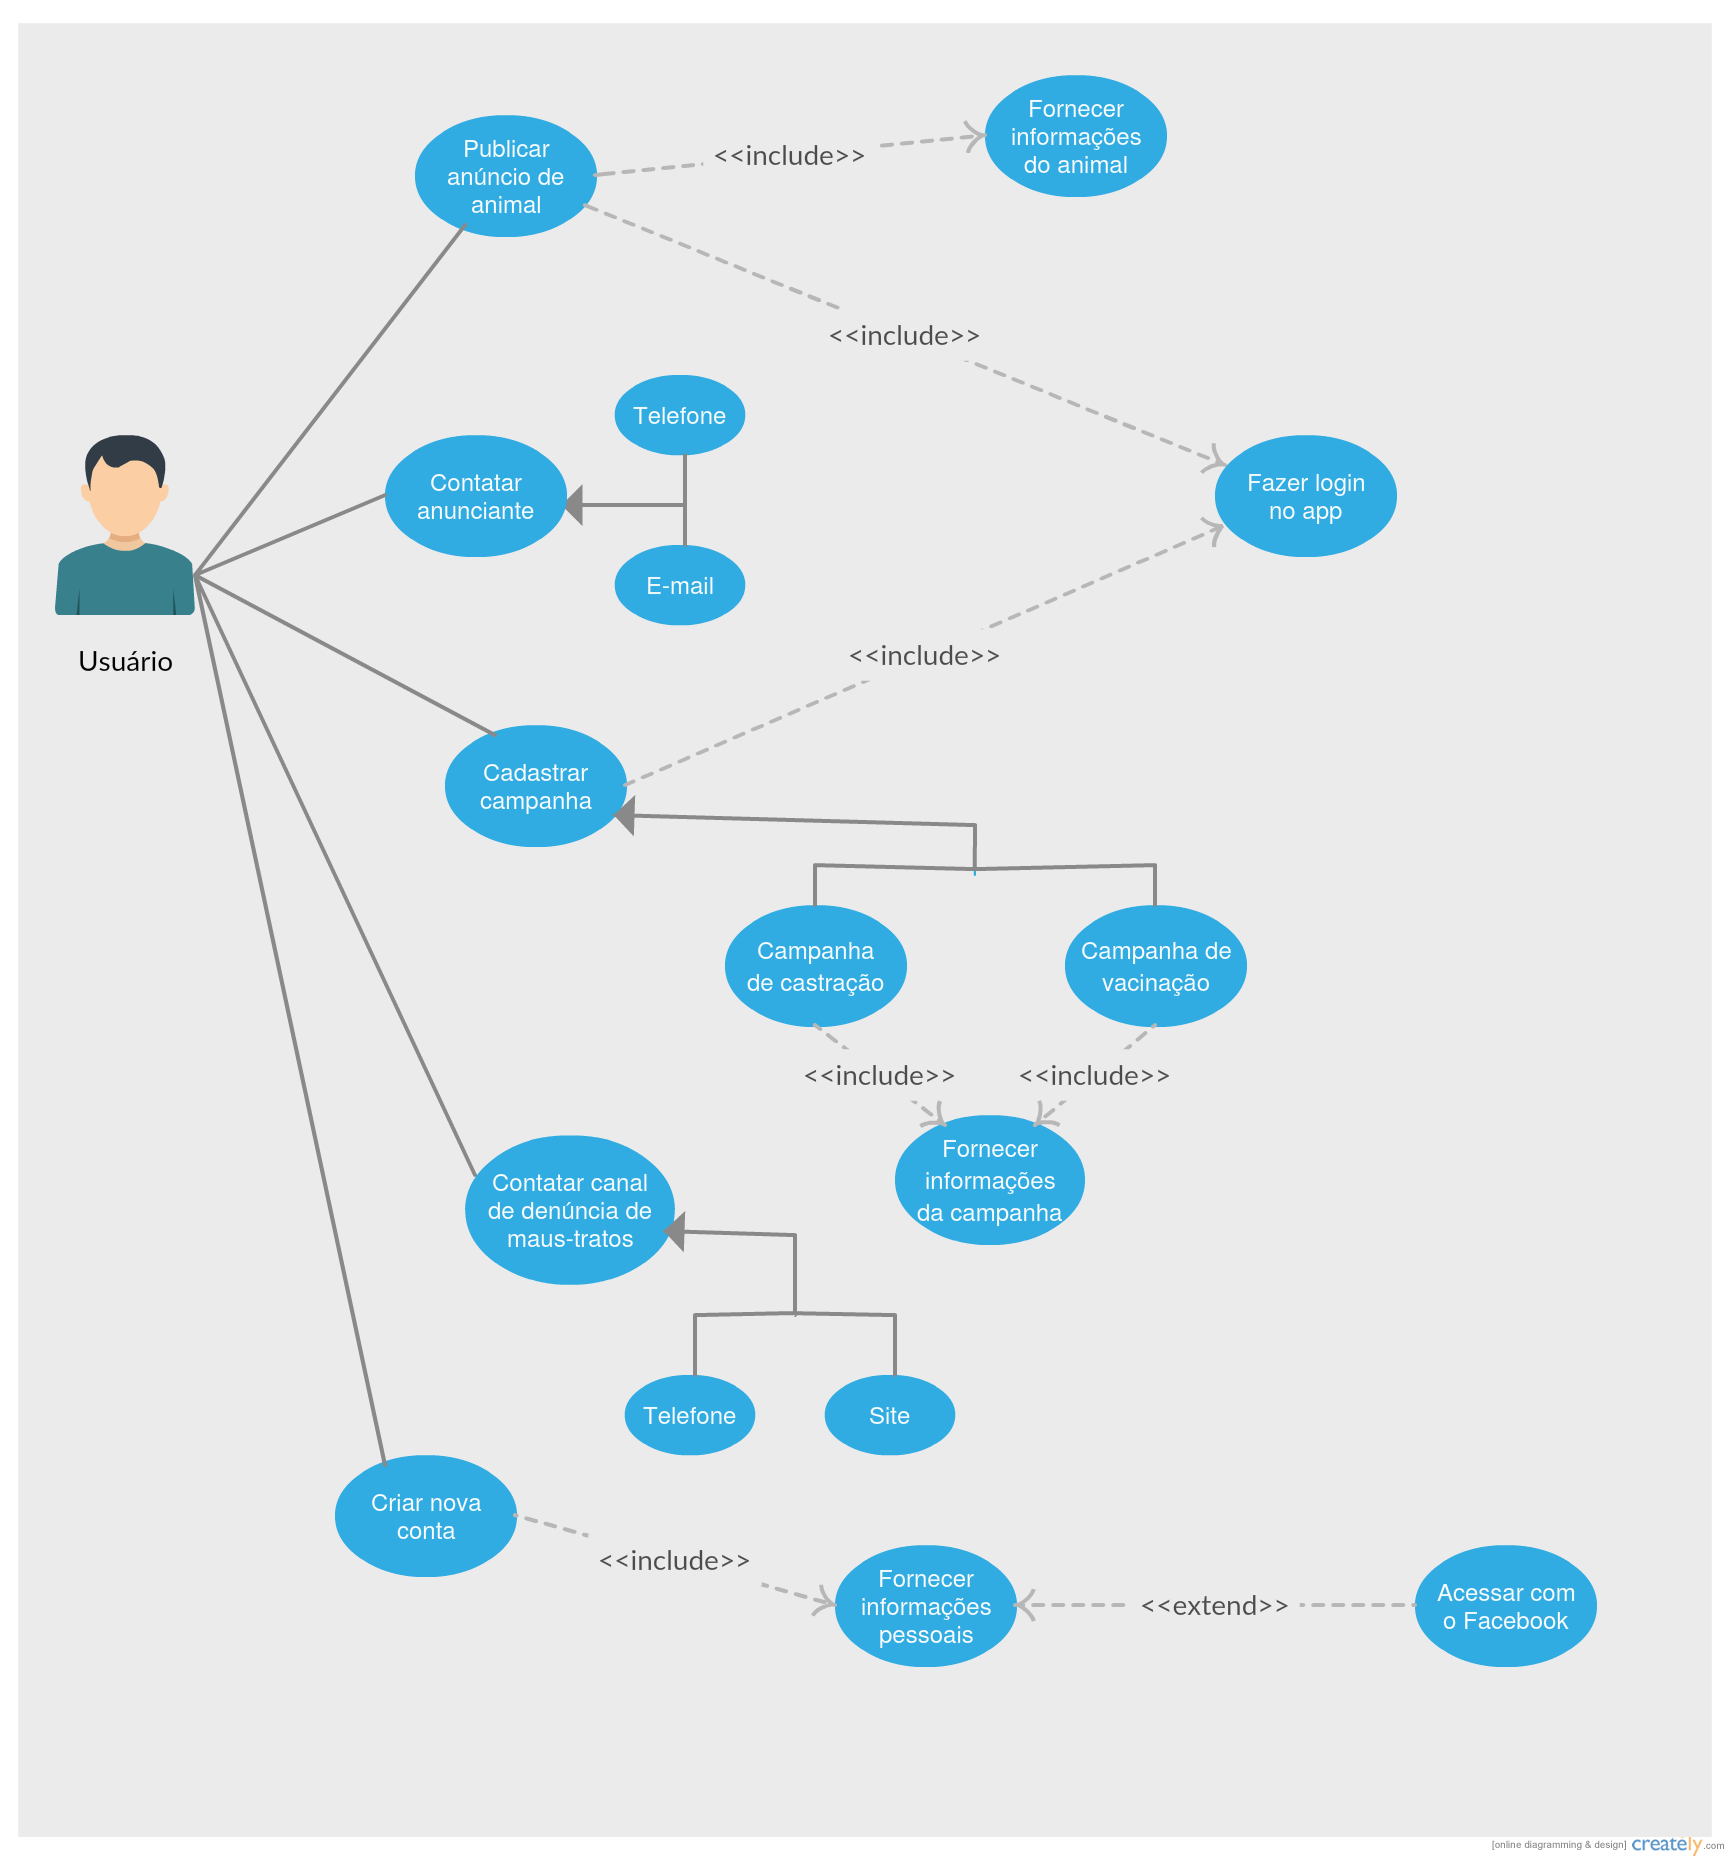 Fornecer
informações
do animal
Publicar
anúncio de
animal
<<include>>
<<include>>
Telefone
Contatar
anunciante
E-mail
Fazer login
no app
Usuário
<<include>>
Cadastrar
campanha
Campanha
de castração
Campanha de
vacinação
<<include>>
<<include>>
Fornecer
informações
da campanha
Contatar canal
de denúncia de
maus-tratos
Telefone
Site
Criar nova
conta
<<include>>
Fornecer
informações
pessoais
<<extend>>
Acessar com
o Facebook
[online diagramming & design] creately.com